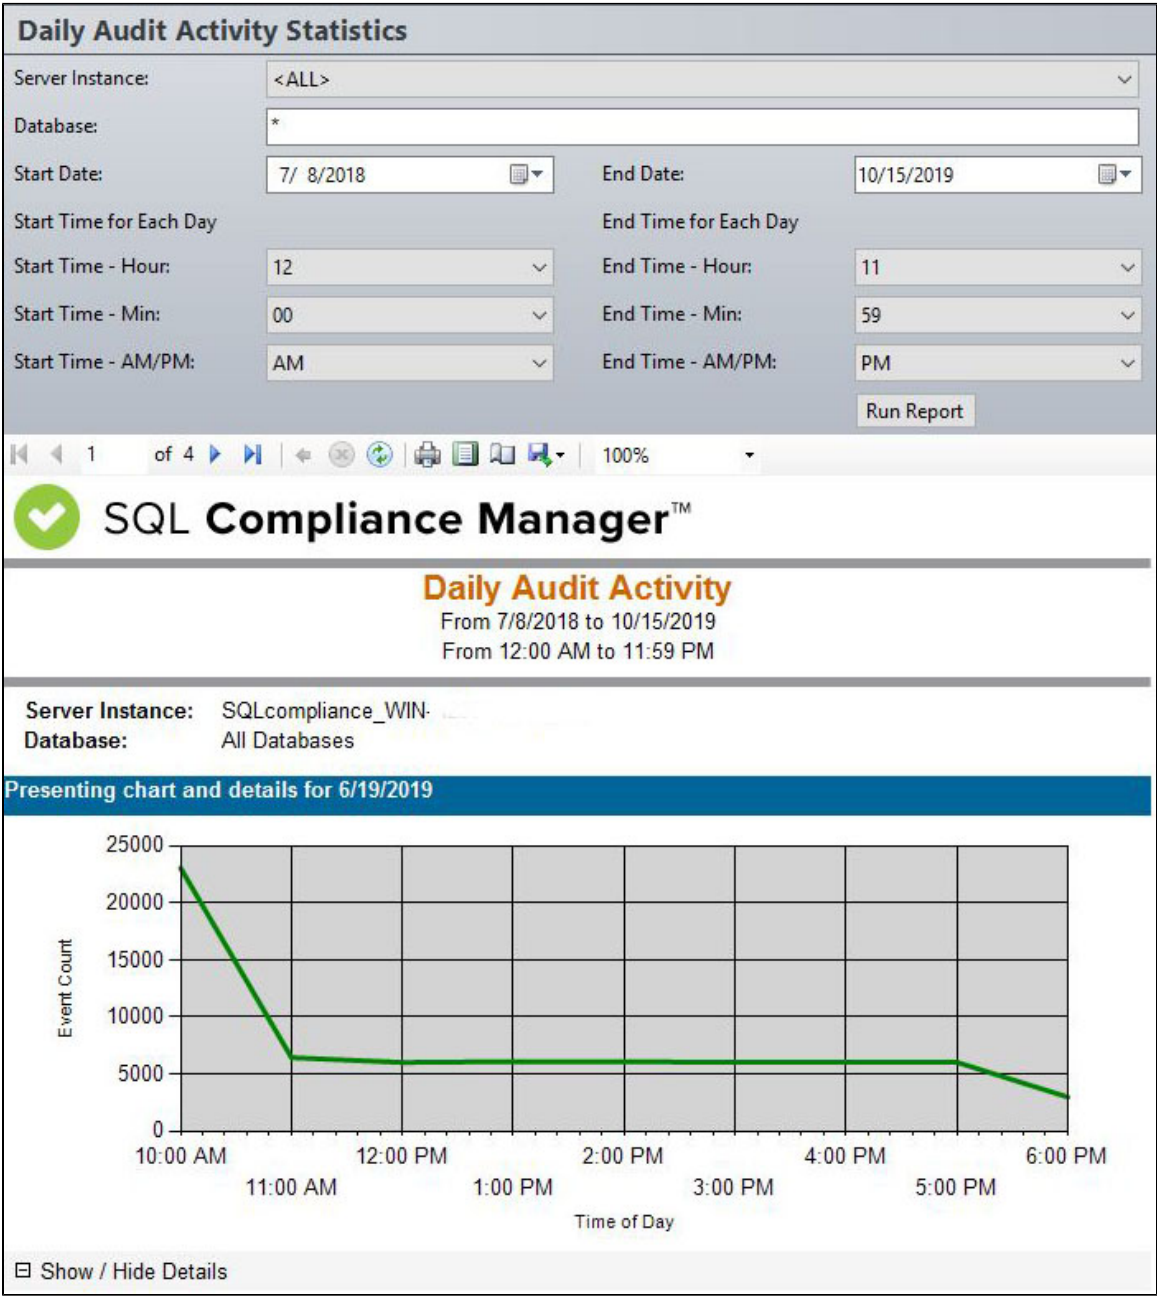 Daily Audit Activity Statistics
Server Instance: <ALL>
Database: *
Start Date: 7/ 8/2018 End Date: 10/15/2019
Start Time for Each Day End Time for Each Day
Start Time - Hour: 12 End Time - Hour: 11
Start Time - Min: 00 End Time - Min: 59
Start Time - AM/PM: AM End Time - AM/PM: PM
Run Report
1 of 4 100%
SQL Compliance Manager™
Daily Audit Activity
From 7/8/2018 to 10/15/2019
From 12:00 AM to 11:59 PM
Server Instance: SQLcompliance_WIN-
Database: All Databases
Presenting chart and details for 6/19/2019
25000
20000
15000
10000
5000
0
Event Count
10:00 AM 12:00 PM 2:00 PM 4:00 PM 6:00 PM
11:00 AM 1:00 PM 3:00 PM 5:00 PM
Time of Day
Show / Hide Details